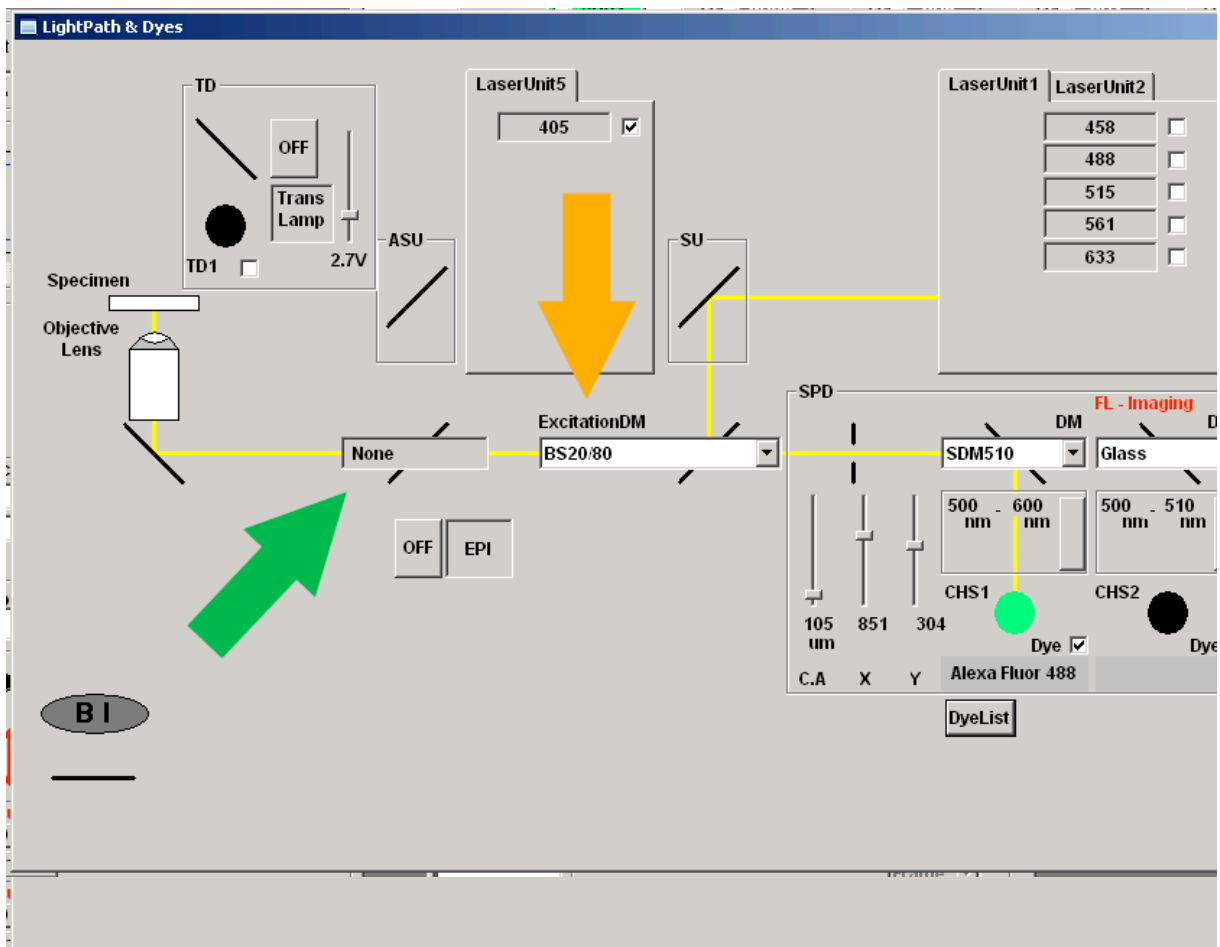 LightPath & Dyes
TD
OFF
Trans
Lamp
TD1
2.7V
LaserUnit5
405
LaserUnit1
LaserUnit2
458
488
515
561
633
ASU
SU
Specimen
Objective
Lens
None
ExcitationDM
BS20/80
OFF
EPI
SPD
FL - Imaging
DM
D
SDM510
Glass
500 - 600
nm nm
500 - 510
nm nm
CHS1
CHS2
105
um
851
304
Dye
Dye
C.A
X
Y
Alexa Fluor 488
DyeList
B I